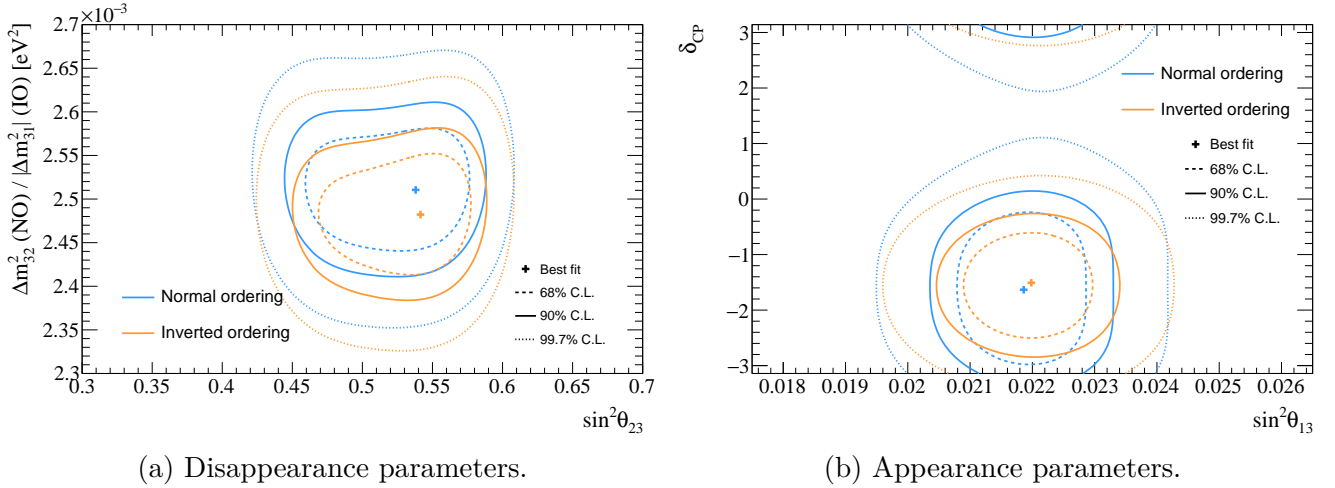 ×10⁻³
2.7
2.65
2.6
2.55
2.5
2.45
2.4
2.35
2.3
0.3 0.35 0.4 0.45 0.5 0.55 0.6 0.65 0.7
Δm²₃₂ (NO) / |Δm²₃₁| (IO) [eV²]
sin²θ₂₃
Normal ordering
Inverted ordering
Best fit
68% C.L.
90% C.L.
99.7% C.L.
(a) Disappearance parameters.
3
2
1
0
−1
−2
−3
0.018 0.019 0.02 0.021 0.022 0.023 0.024 0.025 0.026
δCP
sin²θ₁₃
Normal ordering
Inverted ordering
Best fit
68% C.L.
90% C.L.
99.7% C.L.
(b) Appearance parameters.